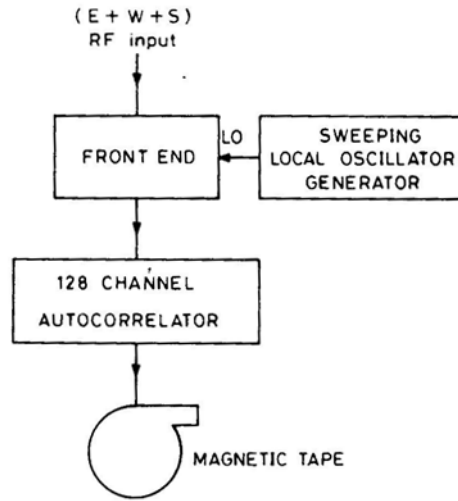 (E+W+S)
RF input
FRONT END
LO
SWEEPING
LOCAL OSCILLATOR
GENERATOR
128 CHANNEL
AUTOCORRELATOR
MAGNETIC TAPE